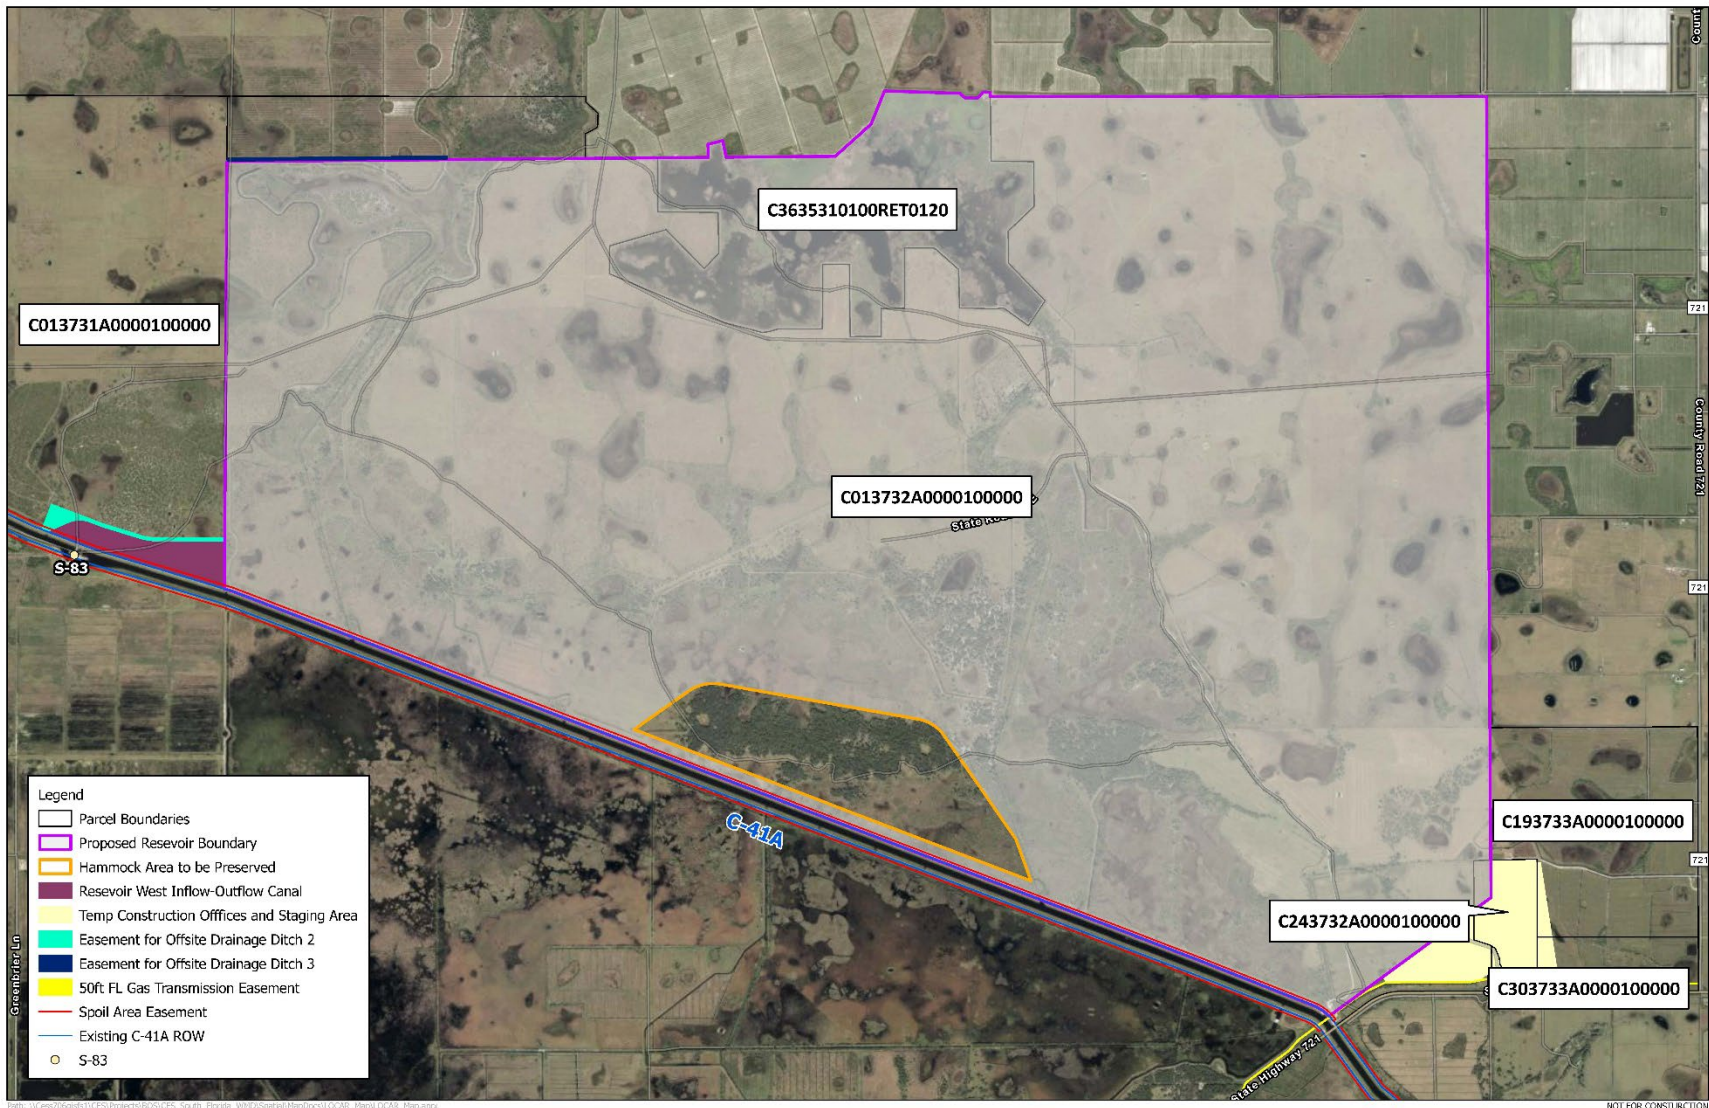 Count
C3635310100RET0120
C013731A0000100000
721
County Road 721
C013732A0000100000
State
S-83
721
C-41A
C193733A0000100000
721
C243732A0000100000
C303733A0000100000
State Highway 721
Greenbrier Ln
Legend
Parcel Boundaries
Proposed Resevoir Boundary
Hammock Area to be Preserved
Resevoir West Inflow-Outflow Canal
Temp Construction Offfices and Staging Area
Easement for Offsite Drainage Ditch 2
Easement for Offsite Drainage Ditch 3
50ft FL Gas Transmission Easement
Spoil Area Easement
Existing C-41A ROW
S-83
NOT FOR CONSTURCTION